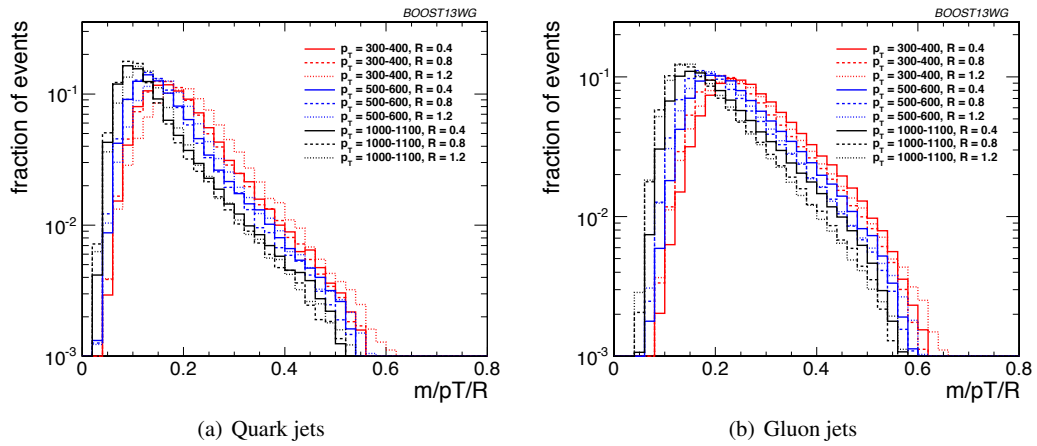 BOOST13WG
fraction of events
10⁻¹
10⁻²
10⁻³
p_T = 300-400, R = 0.4
p_T = 300-400, R = 0.8
p_T = 300-400, R = 1.2
p_T = 500-600, R = 0.4
p_T = 500-600, R = 0.8
p_T = 500-600, R = 1.2
p_T = 1000-1100, R = 0.4
p_T = 1000-1100, R = 0.8
p_T = 1000-1100, R = 1.2
0 0.2 0.4 0.6 0.8
m/pT/R
(a) Quark jets
BOOST13WG
fraction of events
10⁻¹
10⁻²
10⁻³
p_T = 300-400, R = 0.4
p_T = 300-400, R = 0.8
p_T = 300-400, R = 1.2
p_T = 500-600, R = 0.4
p_T = 500-600, R = 0.8
p_T = 500-600, R = 1.2
p_T = 1000-1100, R = 0.4
p_T = 1000-1100, R = 0.8
p_T = 1000-1100, R = 1.2
0 0.2 0.4 0.6 0.8
m/pT/R
(b) Gluon jets